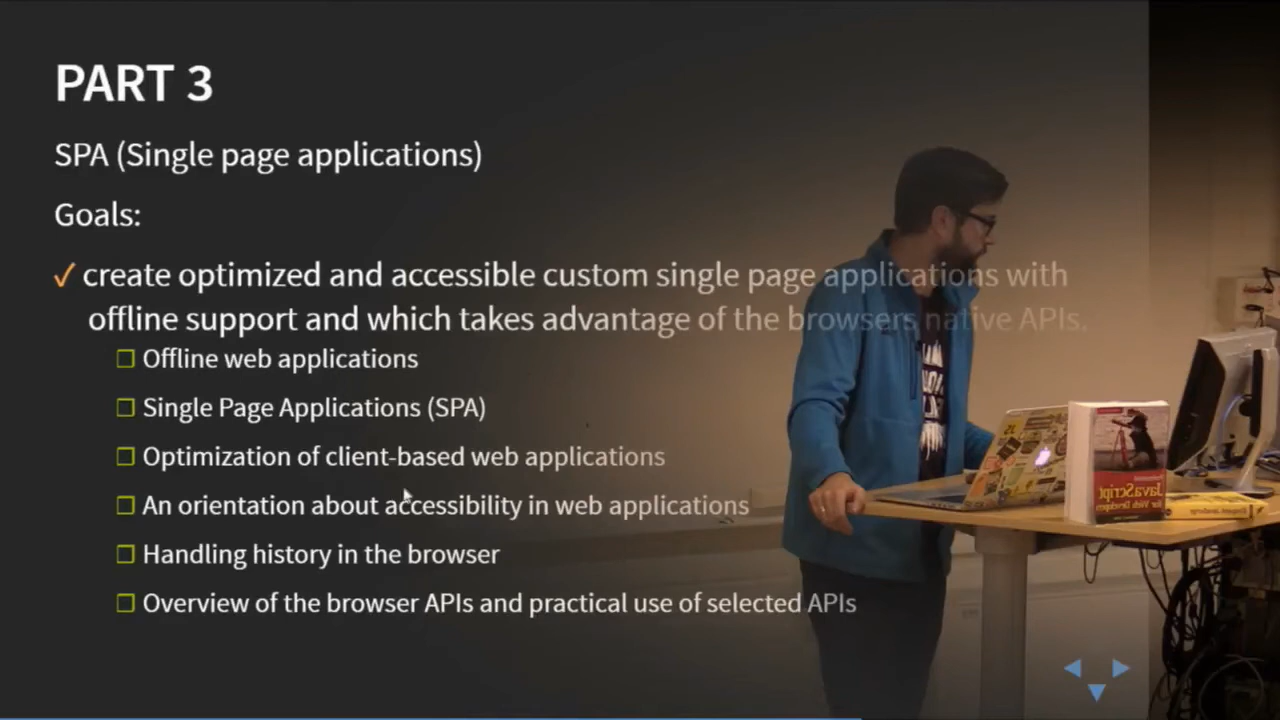 PART 3
SPA (Single page applications)
Goals:
✓ create optimized and accessible custom single page applications with
offline support and which takes advantage of the browsers native APIs.
❒ Offline web applications
❒ Single Page Applications (SPA)
❒ Optimization of client-based web applications
❒ An orientation about accessibility in web applications
❒ Handling history in the browser
❒ Overview of the browser APIs and practical use of selected APIs
JavaScript
for Web Developers